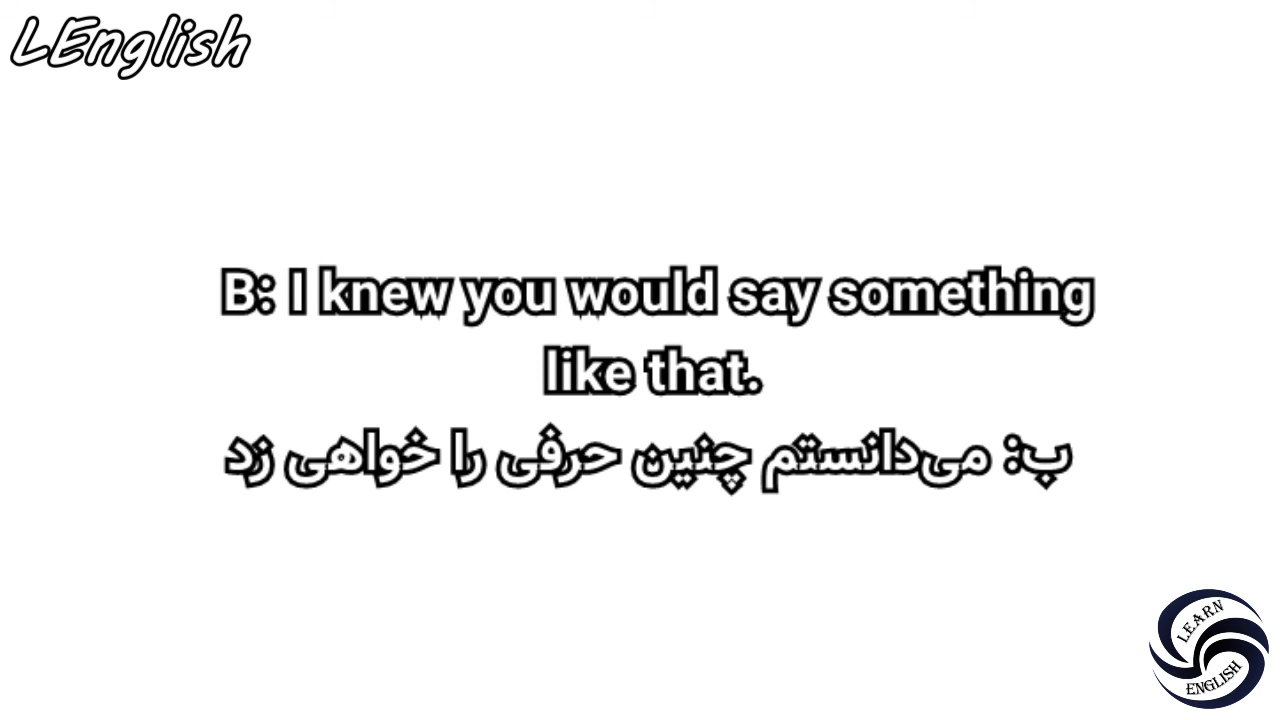 LEnglish
B: I knew you would say something
like that.
ب: می‌دانستم چنین حرفی را خواهی زد
LEARN
ENGLISH